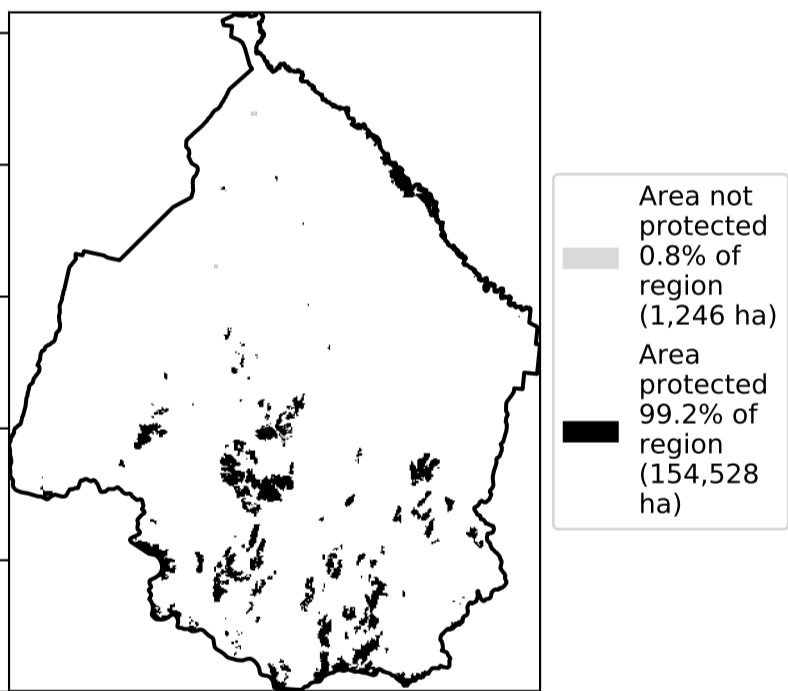 Area not
protected
0.8% of
region
(1,246 ha)
Area
protected
99.2% of
region
(154,528
ha)